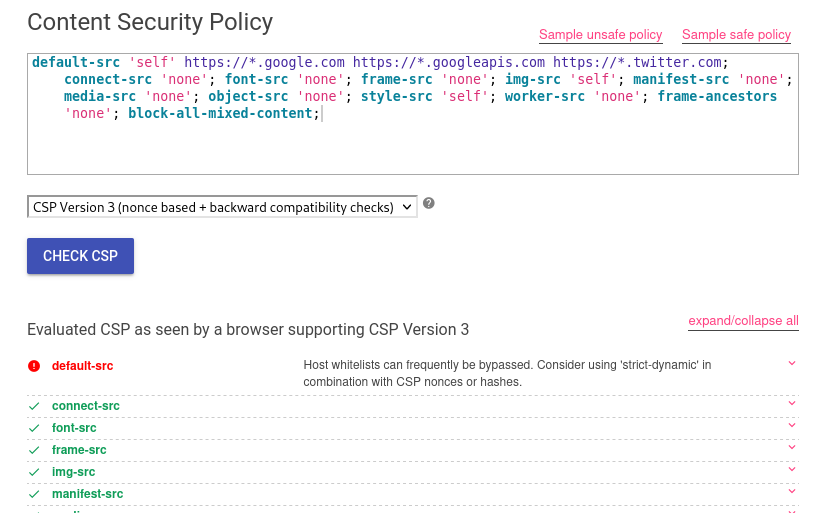 Content Security Policy
Sample unsafe policy Sample safe policy
default-src 'self' https://*.google.com https://*.googleapis.com https://*.twitter.com;
connect-src 'none'; font-src 'none'; frame-src 'none'; img-src 'self'; manifest-src 'none';
media-src 'none'; object-src 'none'; style-src 'self'; worker-src 'none'; frame-ancestors
'none'; block-all-mixed-content;
CSP Version 3 (nonce based + backward compatibility checks) ?
CHECK CSP
expand/collapse all
Evaluated CSP as seen by a browser supporting CSP Version 3
default-src Host whitelists can frequently be bypassed. Consider using 'strict-dynamic' in
combination with CSP nonces or hashes.
connect-src
font-src
frame-src
img-src
manifest-src